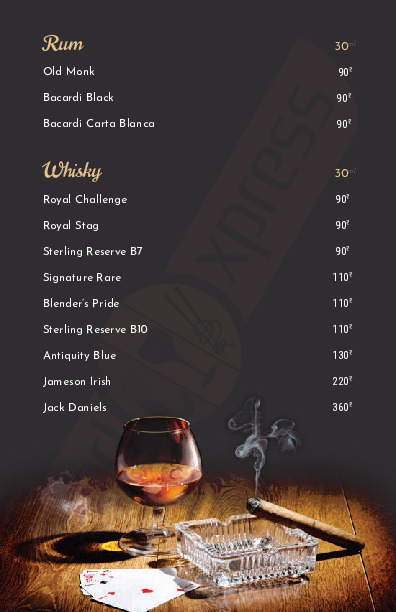 Rum 30ml
Old Monk 90₹
Bacardi Black 90₹
Bacardi Carta Blanca 90₹
Whisky 30ml
Royal Challenge 90₹
Royal Stag 90₹
Sterling Reserve B7 90₹
Signature Rare 110₹
Blender's Pride 110₹
Sterling Reserve B10 110₹
Antiquity Blue 130₹
Jameson Irish 220₹
Jack Daniels 360₹
xpress